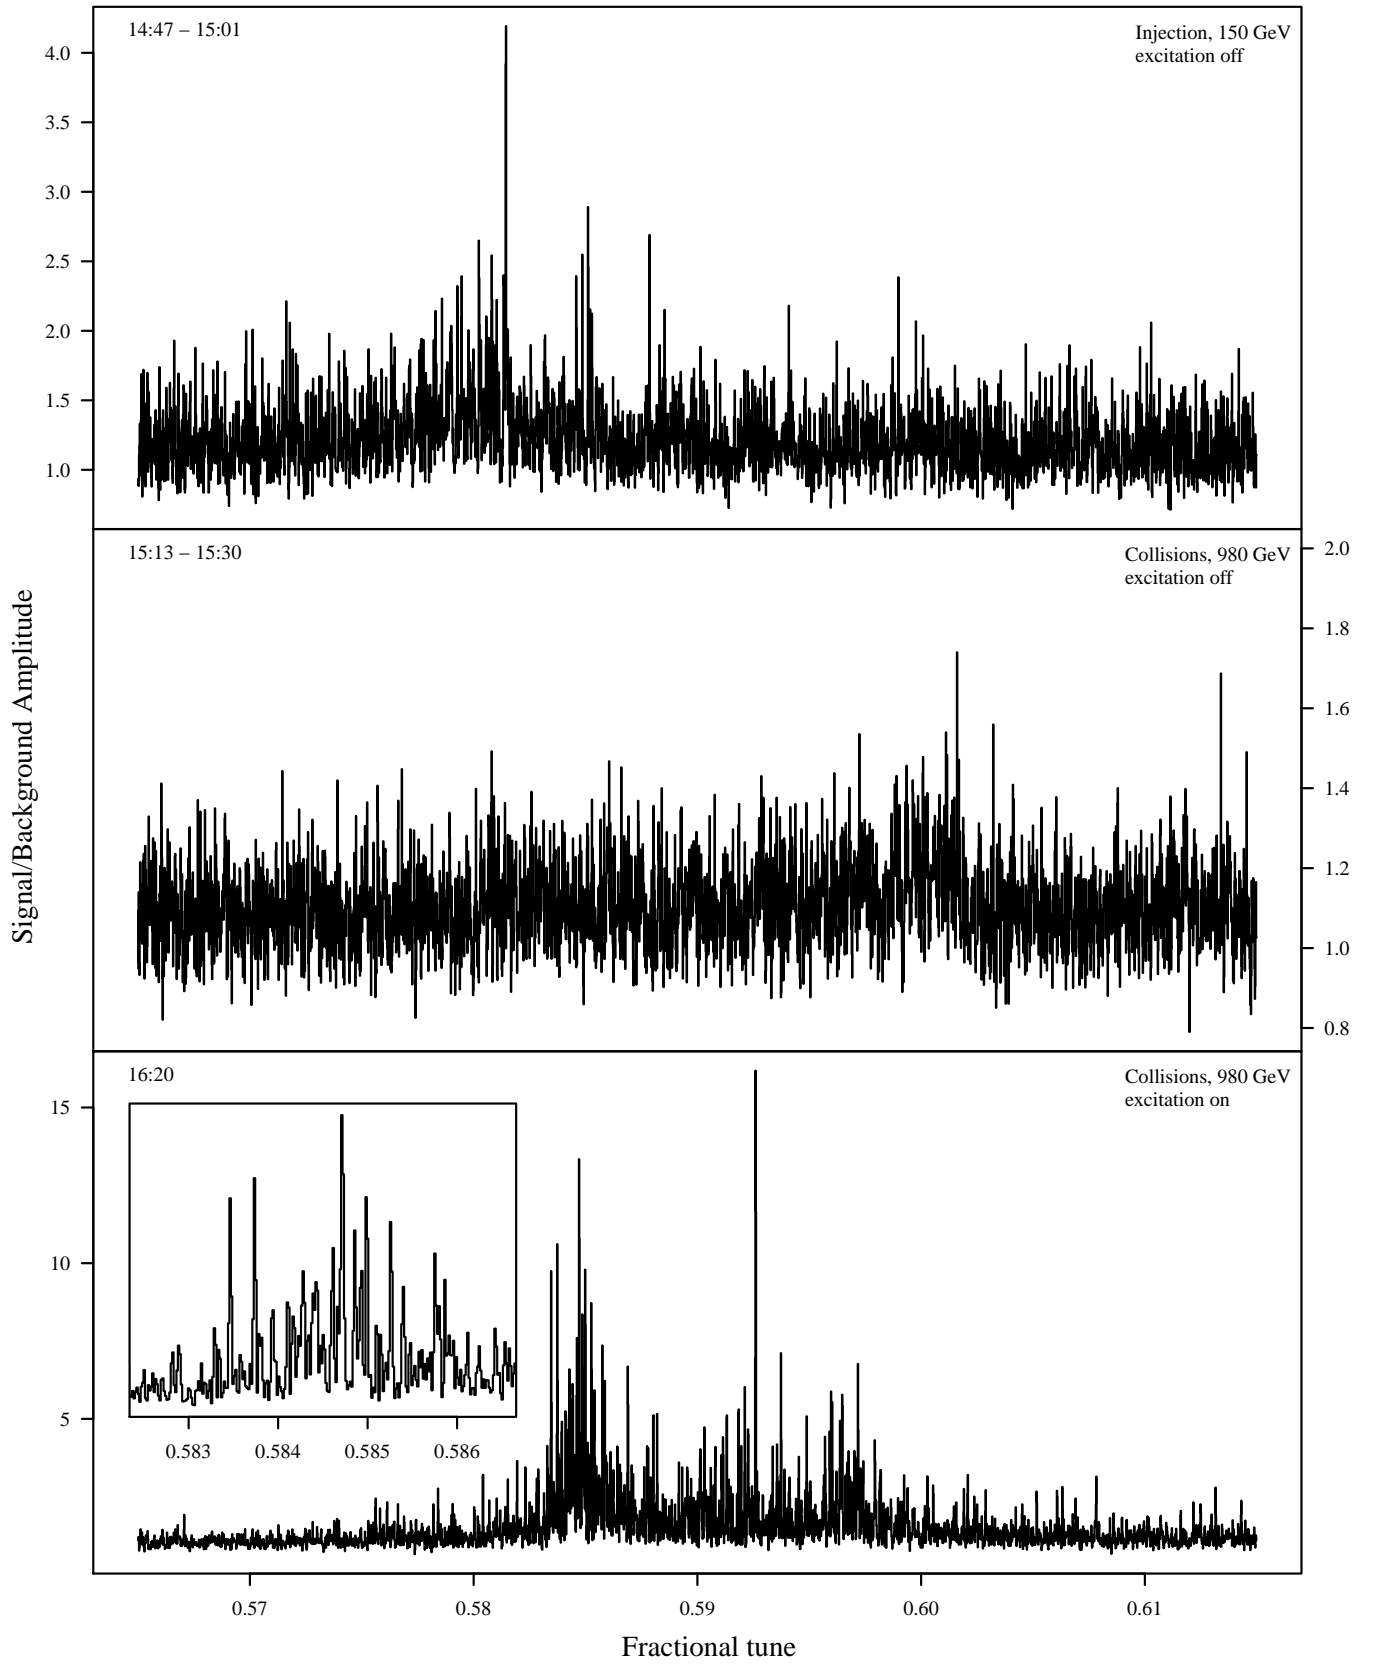 14:47 – 15:01
Injection, 150 GeV
excitation off
4.0
3.5
3.0
2.5
2.0
1.5
1.0
15:13 – 15:30
Collisions, 980 GeV
excitation off
2.0
1.8
1.6
1.4
1.2
1.0
0.8
Signal/Background Amplitude
16:20
Collisions, 980 GeV
excitation on
15
10
5
0.583 0.584 0.585 0.586
0.57 0.58 0.59 0.60 0.61
Fractional tune